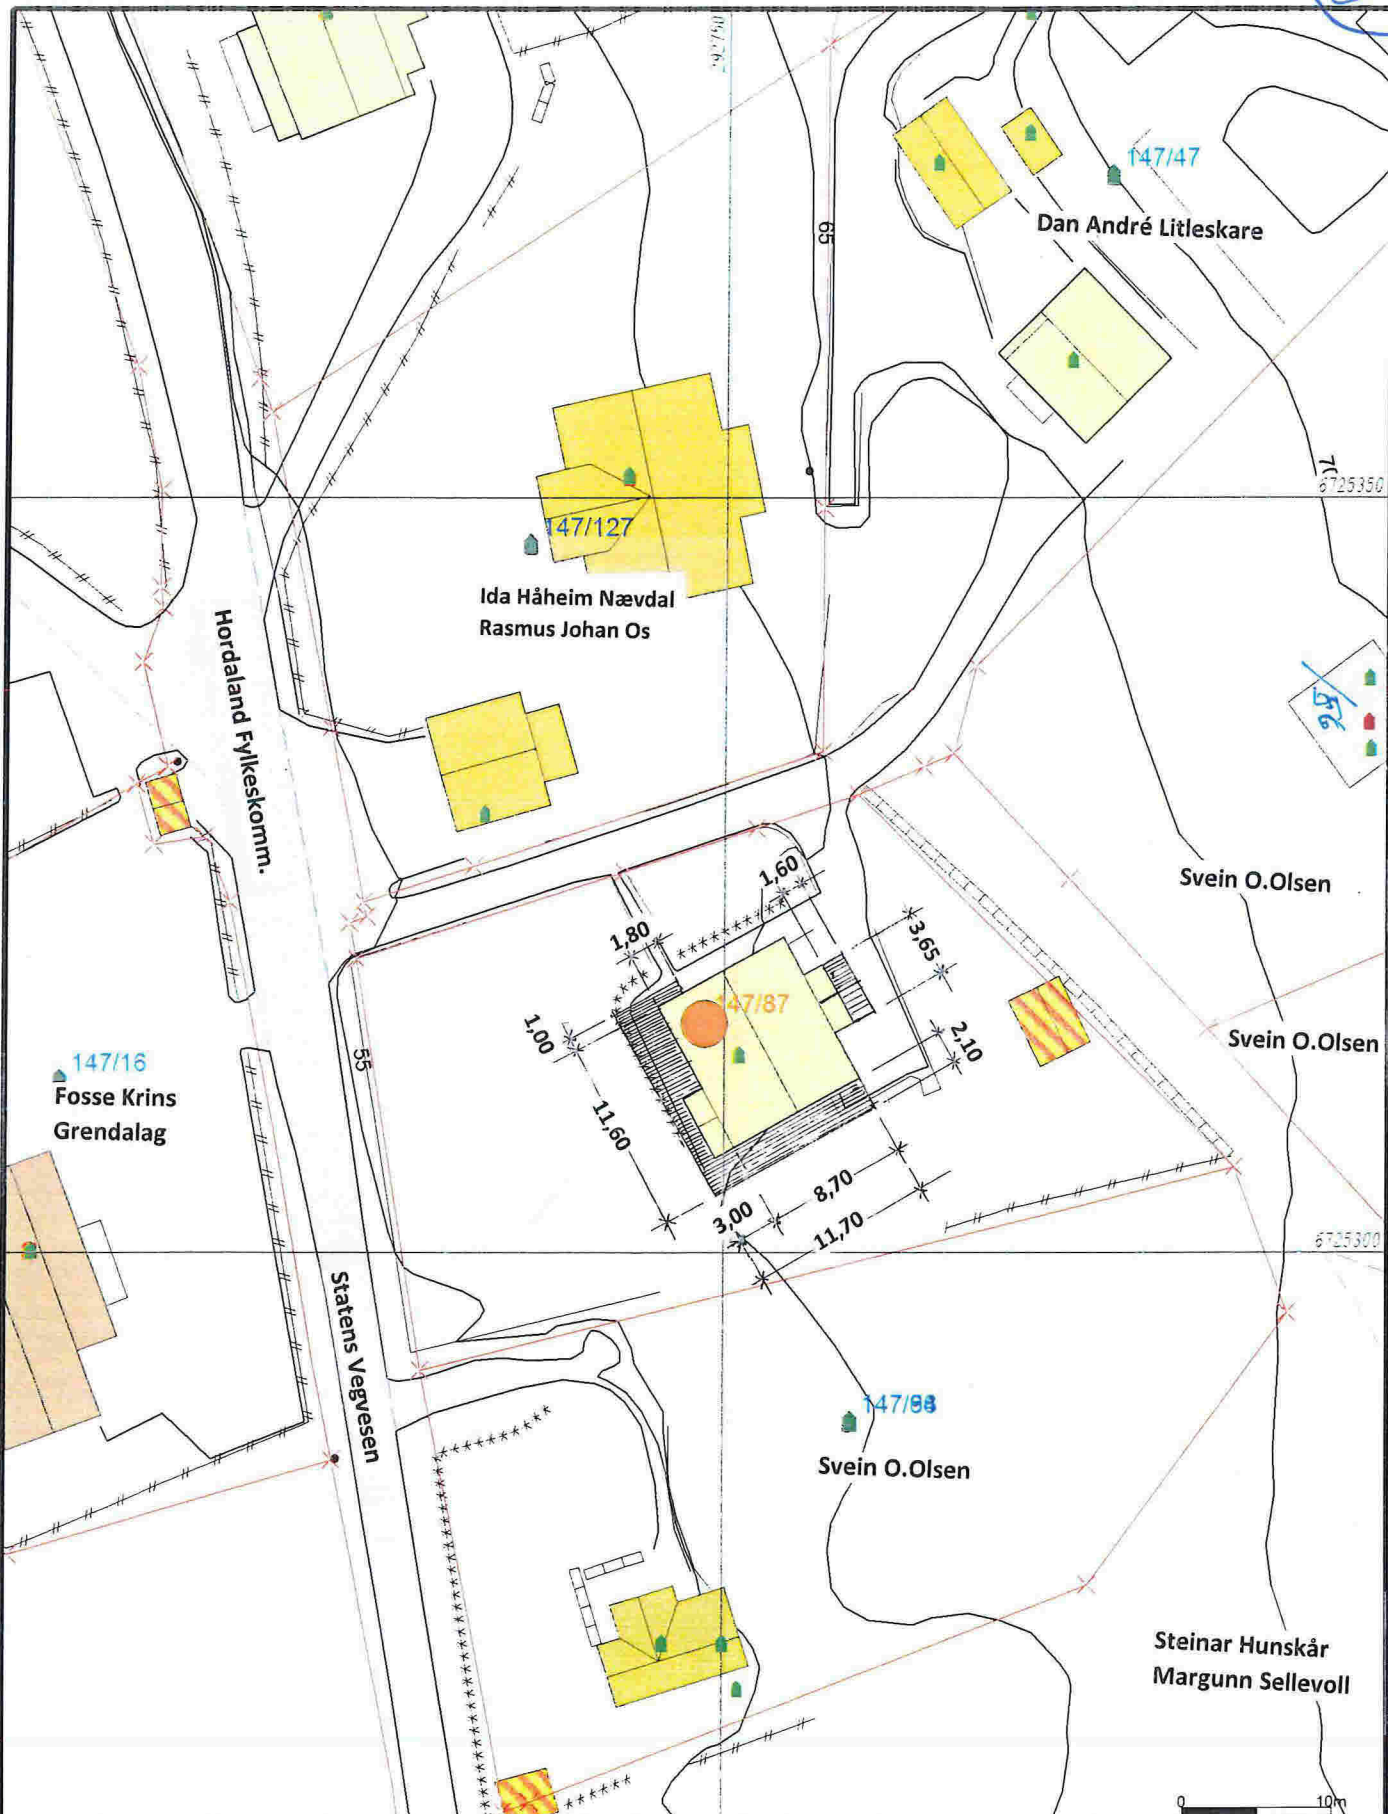 292750
147/47
Dan André Litleskare
65
70
6725350
147/127
Ida Håheim Nævdal
Rasmus Johan Os
Hordaland Fylkeskomm.
Svein O.Olsen
1,60
1,80
3,65
147/87
1,00
2,10
Svein O.Olsen
55
147/16
Fosse Krins
Grendalag
11,60
8,70
3,00
11,70
6725300
Statens Vegvesen
Svein O.Olsen
Steinar Hunskår
Margunn Sellevoll
0 10m